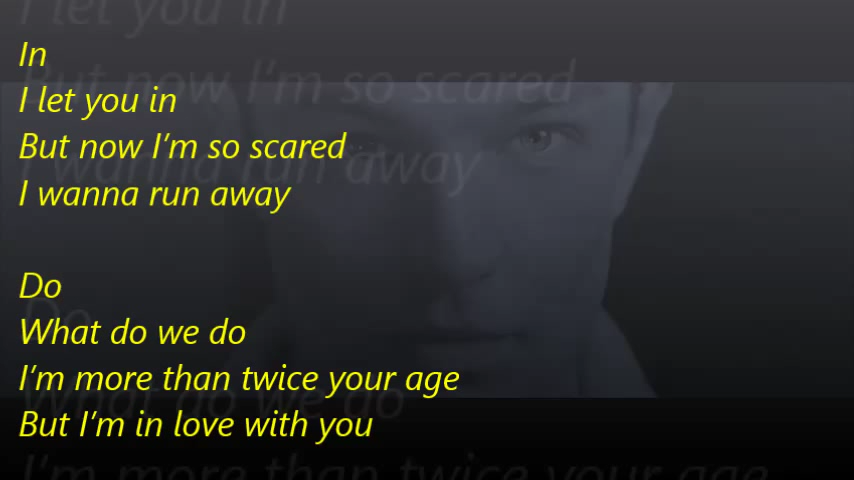 In
I let you in
But now I'm so scared
I wanna run away
Do
What do we do
I'm more than twice your age
But I'm in love with you